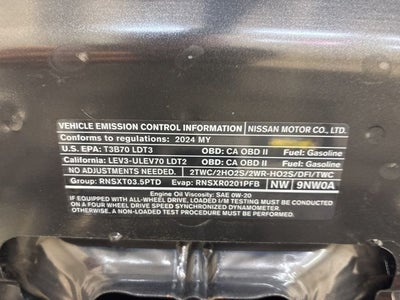 VEHICLE EMISSION CONTROL INFORMATION NISSAN MOTOR CO., LTD.
Conforms to regulations: 2024 MY
U.S. EPA: T3B70 LDT3 OBD: CA OBD II Fuel: Gasoline
California: LEV3-ULEV70 LDT2 OBD: CA OBD II Fuel: Gasoline
NO ADJUSTMENTS NEEDED. 2TWC/2HO2S/2WR-HO2S/DFI/TWC
Group: RNSXT03.5PTD Evap: RNSXR0201PFB NW 9NW0A
Engine Oil Viscosity: SAE 0W-20
IF EQUIPPED WITH ALL-WHEEL DRIVE, LOADED I/M TESTING MUST BE CONDUCTED
ON A FOUR WHEEL DRIVE SPEED SYNCHRONIZED DYNAMOMETER.
A NON-LOADED TEST PROCEDURE MUST BE PERFORMED.